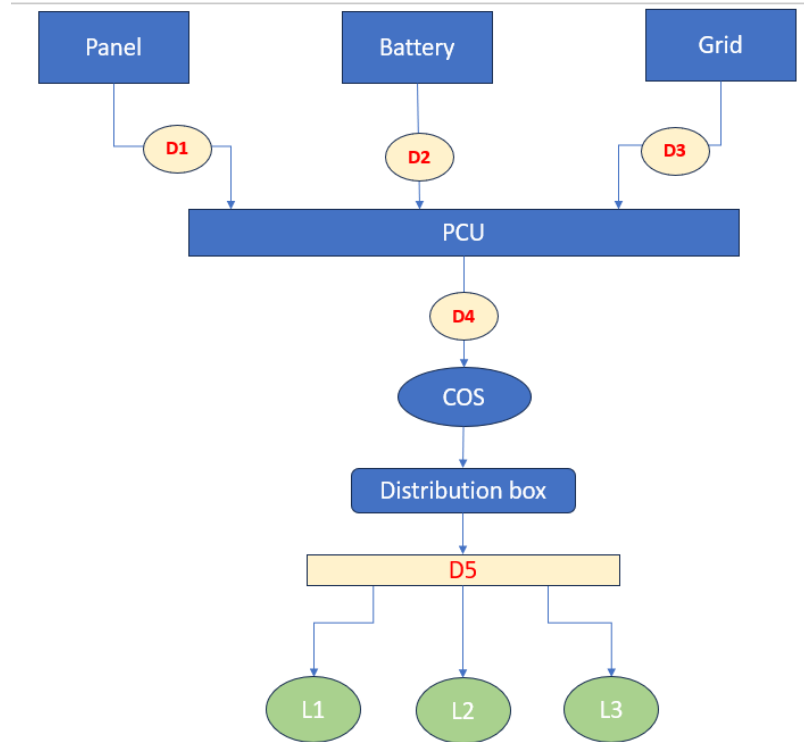 Panel
Battery
Grid
D1
D2
D3
PCU
D4
COS
Distribution box
D5
L1
L2
L3